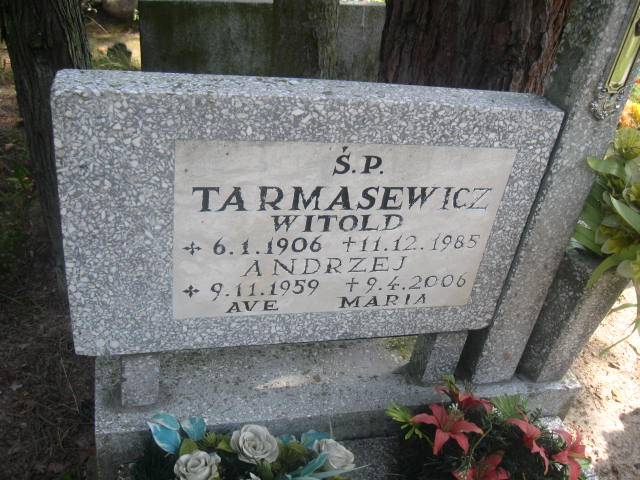 Ś.P.
TARMASEWICZ
WITOLD
* 6.1.1906 +11.12.1985
ANDRZEJ
* 9.11.1959 +9.4.2006
AVE MARIA